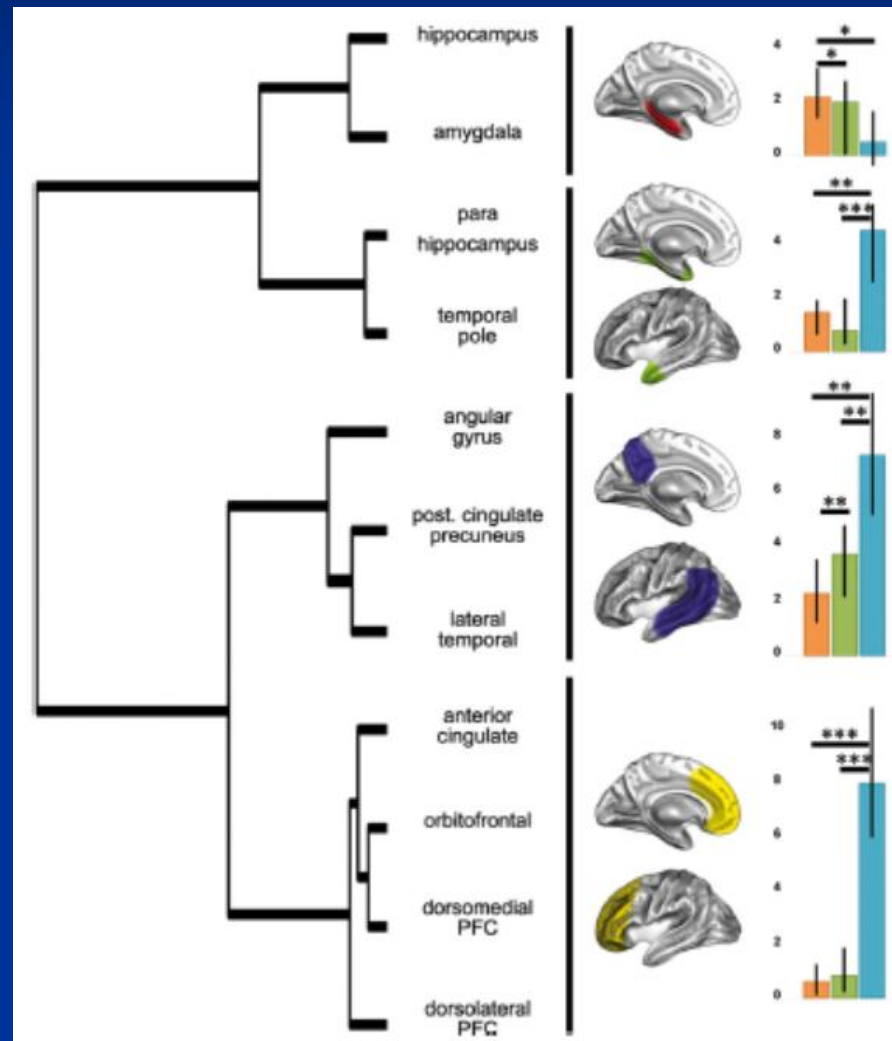 hippocampus
amygdala
para
hippocampus
temporal
pole
angular
gyrus
post. cingulate
precuneus
lateral
temporal
anterior
cingulate
orbitofrontal
dorsomedial
PFC
dorsolateral
PFC
4
2
0
*
*
4
2
0
**
***
8
6
4
2
0
**
**
**
10
8
6
4
2
0
***
***